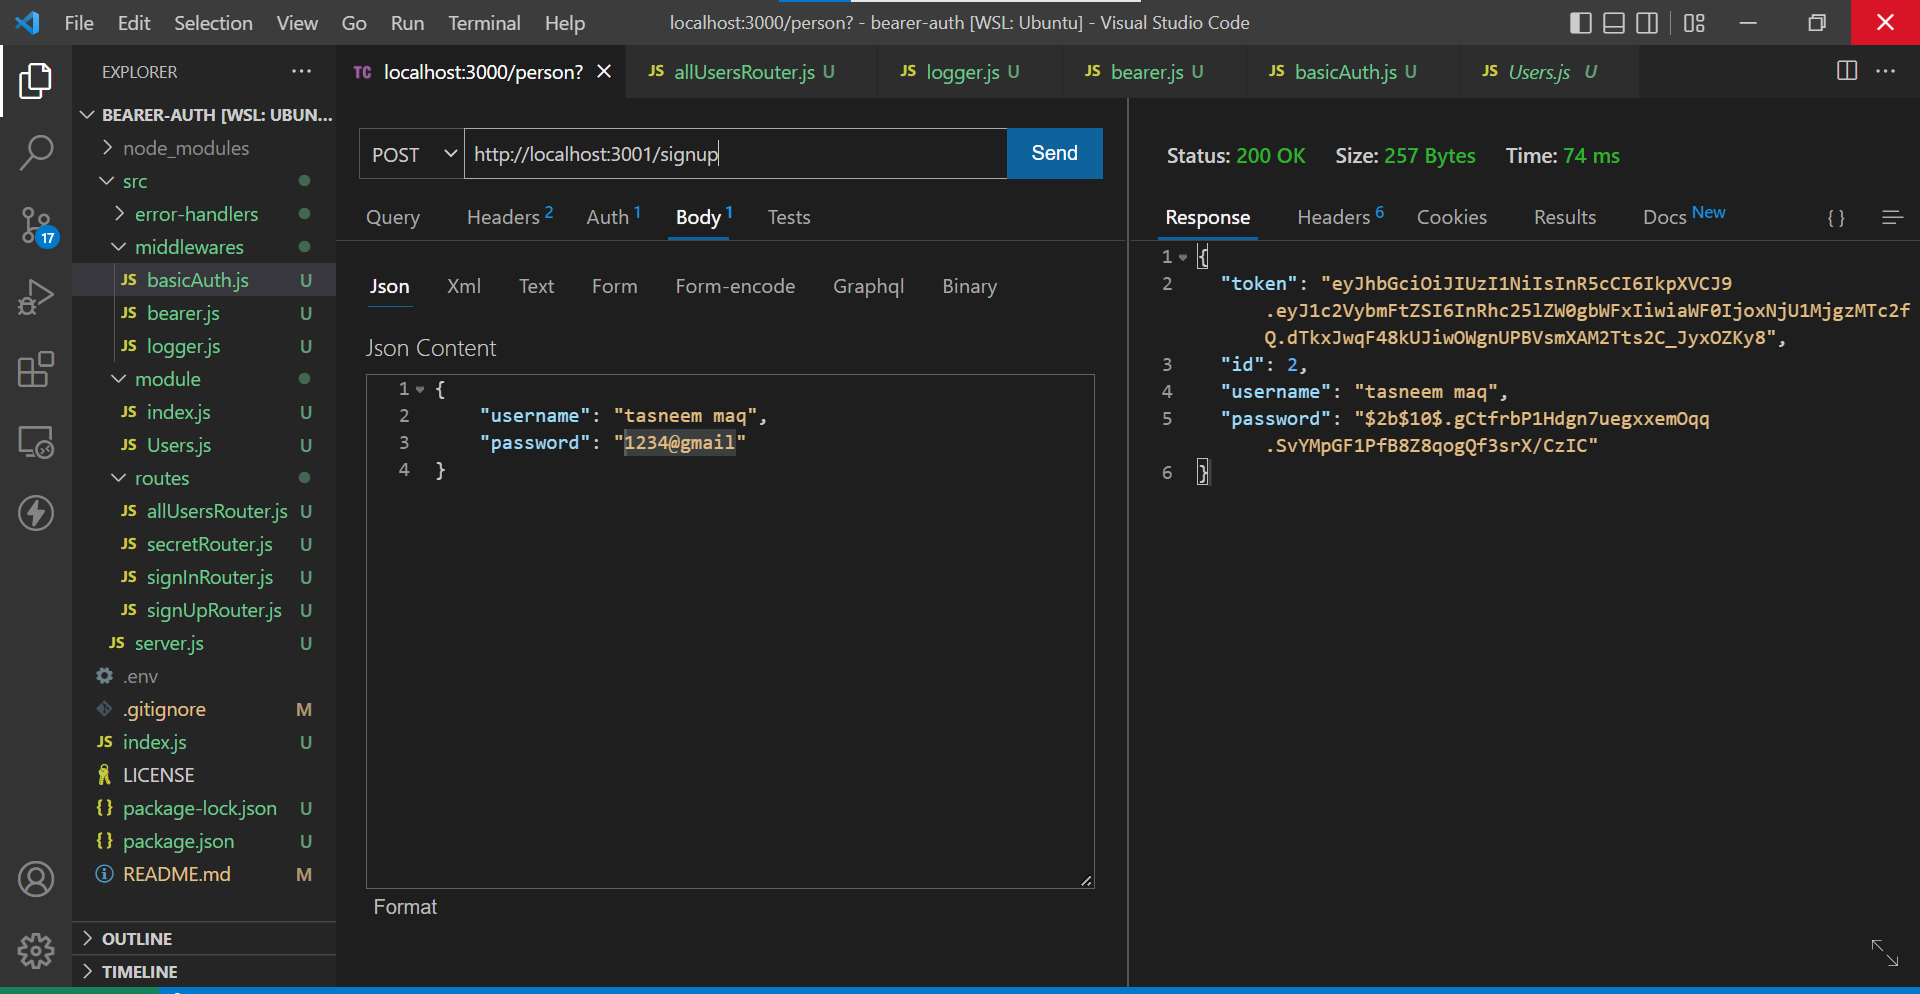 File Edit Selection View Go Run Terminal Help
localhost:3000/person? - bearer-auth [WSL: Ubuntu] - Visual Studio Code
EXPLORER ...
BEARER-AUTH [WSL: UBUN...
node_modules
src
error-handlers
middlewares
JS basicAuth.js U
JS bearer.js U
JS logger.js U
module
JS index.js U
JS Users.js U
routes
JS allUsersRouter.js U
JS secretRouter.js U
JS signInRouter.js U
JS signUpRouter.js U
JS server.js U
.env
.gitignore M
JS index.js U
LICENSE
{} package-lock.json U
{} package.json U
README.md M
OUTLINE
TIMELINE
17
TC localhost:3000/person? JS allUsersRouter.js U JS logger.js U JS bearer.js U JS basicAuth.js U JS Users.js U
POST http://localhost:3001/signup Send
Query Headers 2 Auth 1 Body 1 Tests
Json Xml Text Form Form-encode Graphql Binary
Json Content
1 {
2 "username": "tasneem maq",
3 "password": "1234@gmail"
4 }
Format
Status: 200 OK Size: 257 Bytes Time: 74 ms
Response Headers 6 Cookies Results Docs New {}
1 {
2 "token": "eyJhbGciOiJIUzI1NiIsInR5cCI6IkpXVCJ9
.eyJ1c2VybmFtZSI6InRhc25lZW0gbWFxIiwiaWF0IjoxNjU1MjgzMTc2f
Q.dTkxJwqF48kUJiwOWgnUPBVsmXAM2Tts2C_JyxOZKy8",
3 "id": 2,
4 "username": "tasneem maq",
5 "password": "$2b$10$.gCtfrbP1Hdgn7uegxxemOqq
.SvYMpGF1PfB8Z8qogQf3srX/CzIC"
6 }